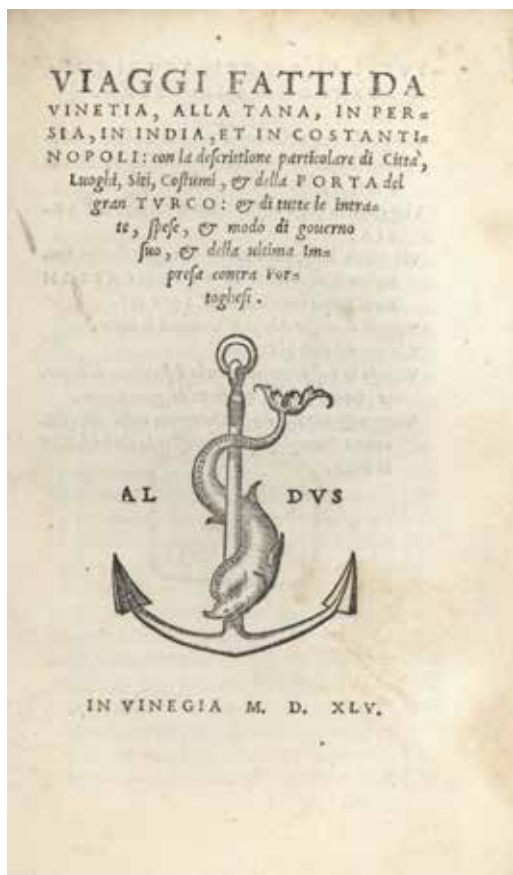 VIAGGI FATTI DA
VINETIA, ALLA TANA, IN PER=
SIA, IN INDIA, ET IN COSTANTI=
NOPOLI: con la descrittione particolare di Città,
Luoghi, Siti, Costumi, & della PORTA del
gran TVRCO: & di tutte le intra=
te, spese, & modo di gouerno
suo, & della ultima Im=
presa contra Por=
toghesi.
AL DVS
IN VINEGIA M. D. XLV.